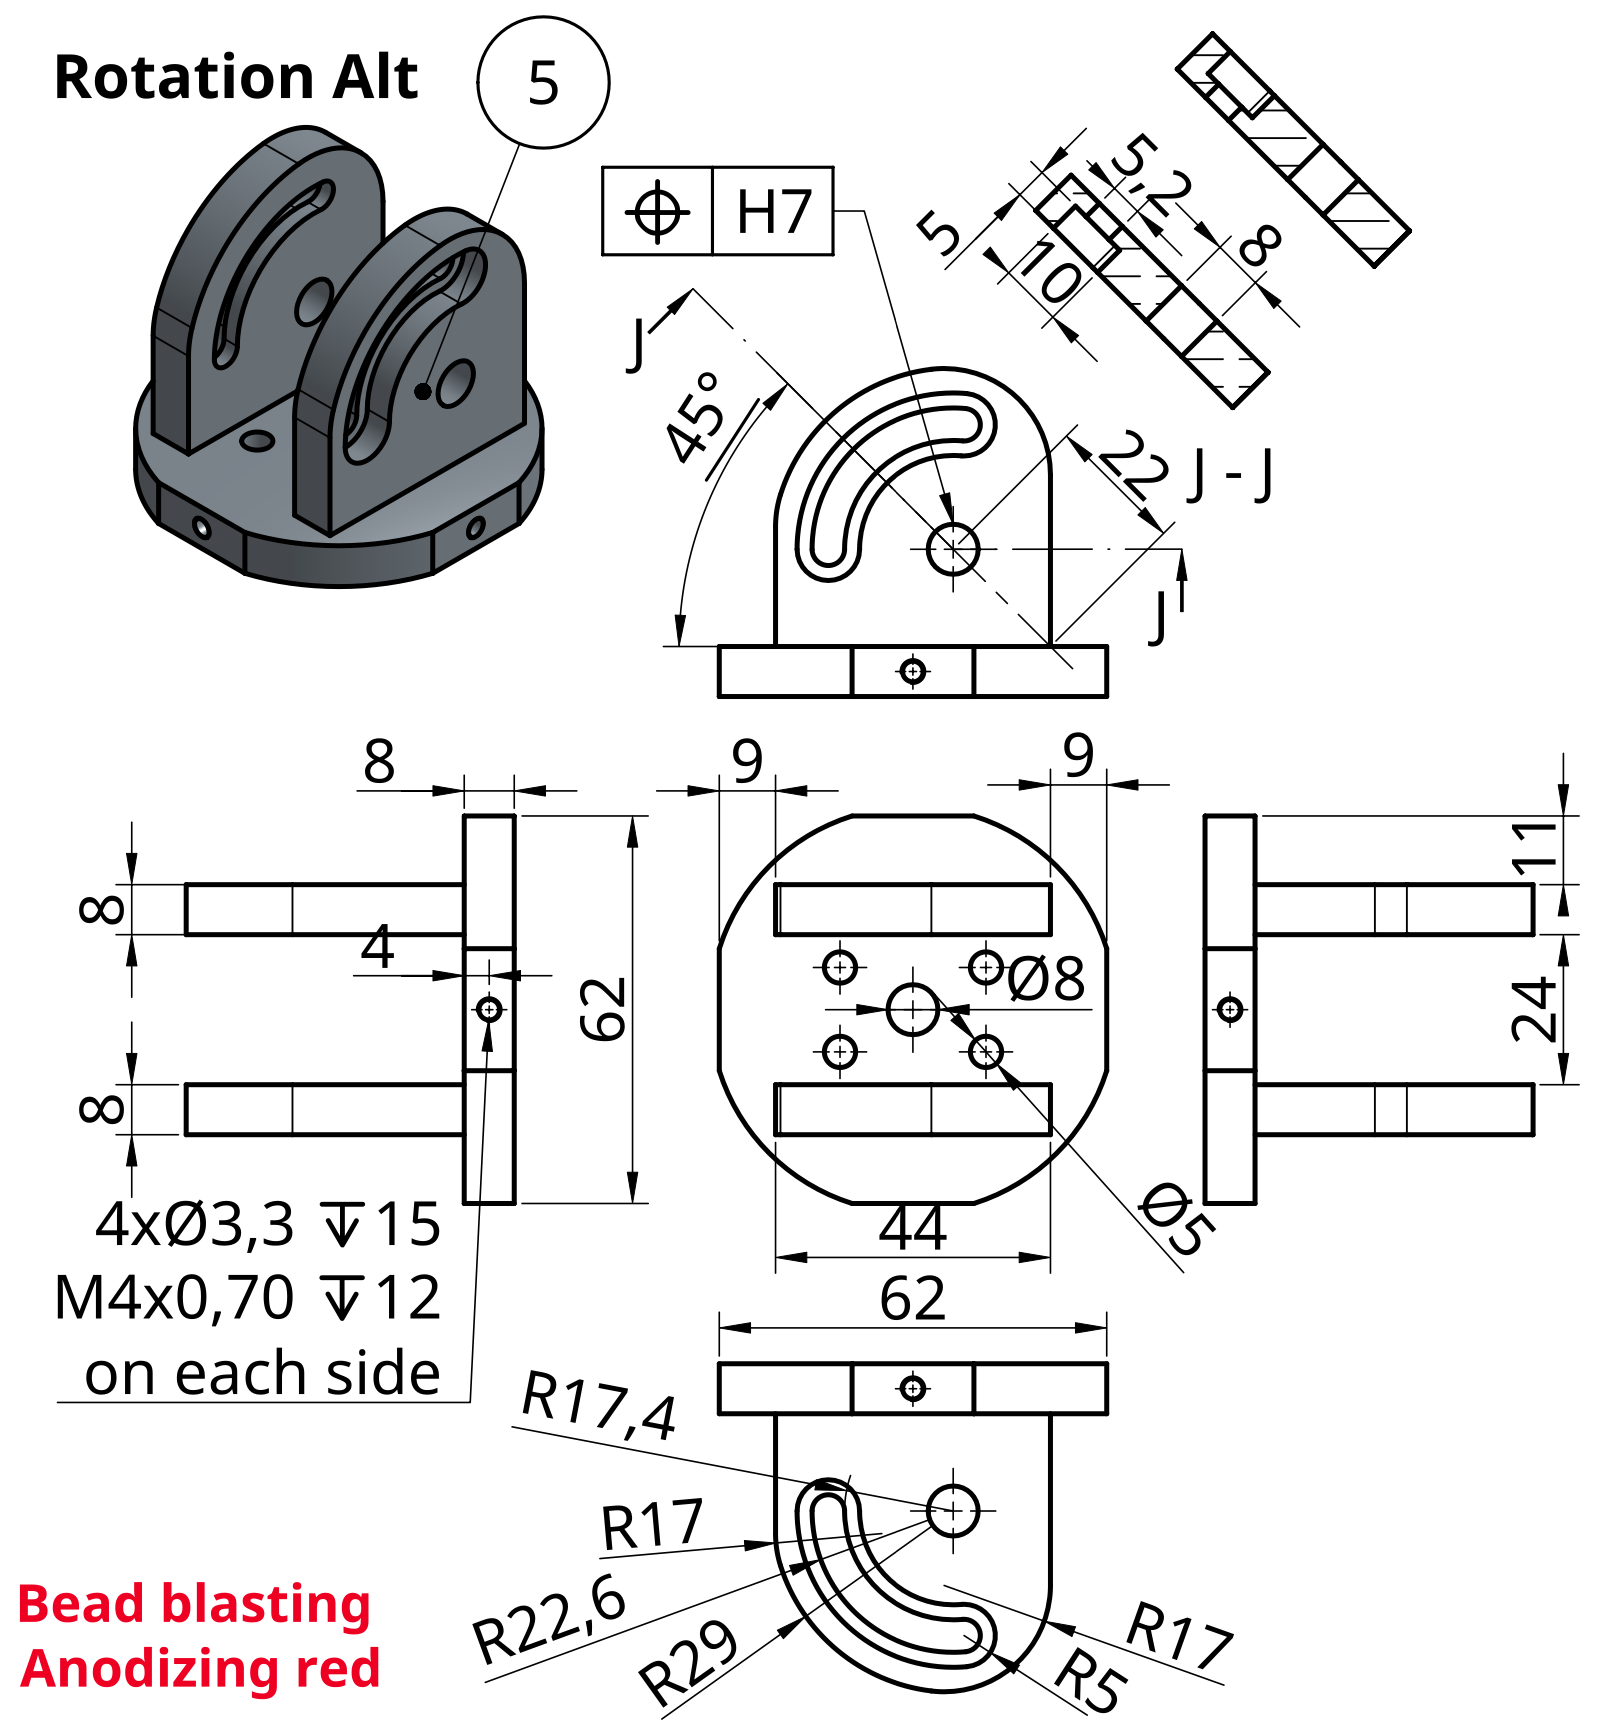 Rotation Alt
5
⌖ H7
5,2
5
8
10
J
45°
22
J - J
J
8
9
9
11
8
4
Ø8
62
24
8
Ø5
4xØ3,3 ↧15
M4x0,70 ↧12
on each side
44
62
R17,4
R17
R22,6
R29
R17
R5
Bead blasting
Anodizing red